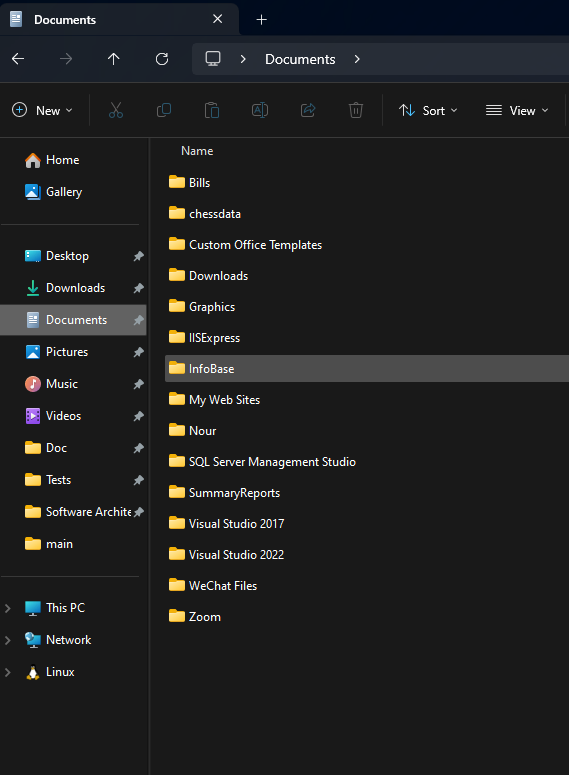 Documents
Documents
New
Sort
View
Home
Gallery
Desktop
Downloads
Documents
Pictures
Music
Videos
Doc
Tests
Software Archite
main
This PC
Network
Linux
Name
Bills
chessdata
Custom Office Templates
Downloads
Graphics
IISExpress
InfoBase
My Web Sites
Nour
SQL Server Management Studio
SummaryReports
Visual Studio 2017
Visual Studio 2022
WeChat Files
Zoom